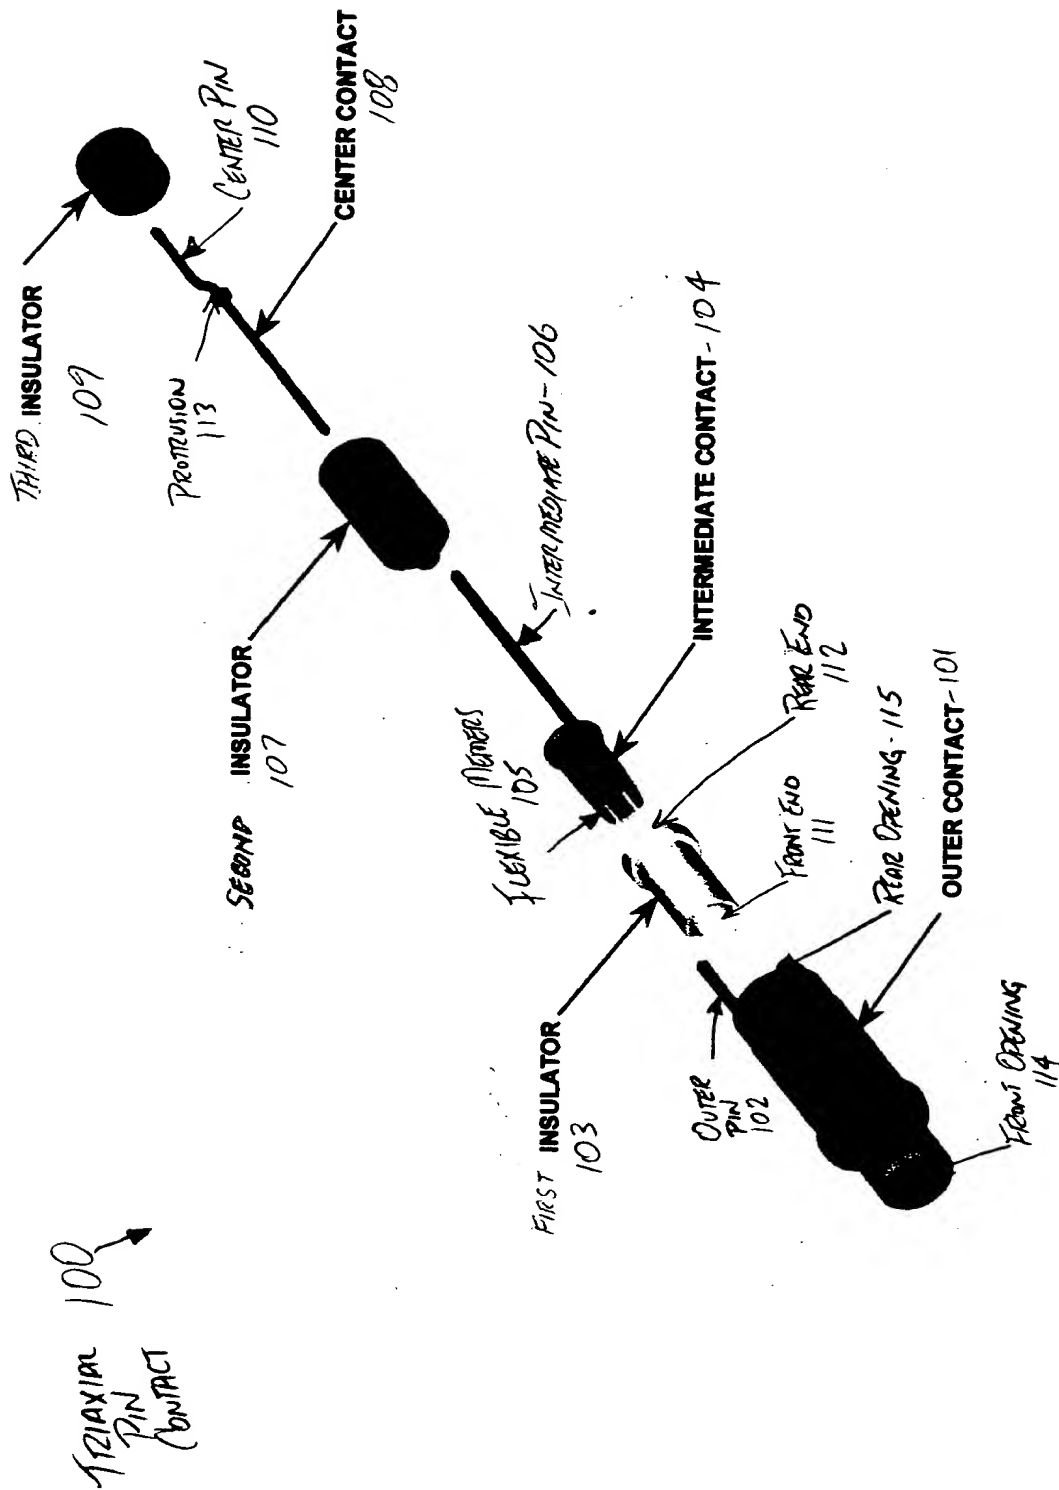 TRIAXIAL 100
PIN
CONTACT
THIRD INSULATOR
109
CENTER PIN
110
PROTRUSION
113
CENTER CONTACT
108
SECOND INSULATOR
107
INTERMEDIATE PIN-106
FLEXIBLE MEMERS
105
INTERMEDIATE CONTACT-104
REAR END
112
FIRST INSULATOR
103
FRONT END
111
OUTER
PIN
102
REAR OPENING-115
OUTER CONTACT-101
FRONT OPENING
114